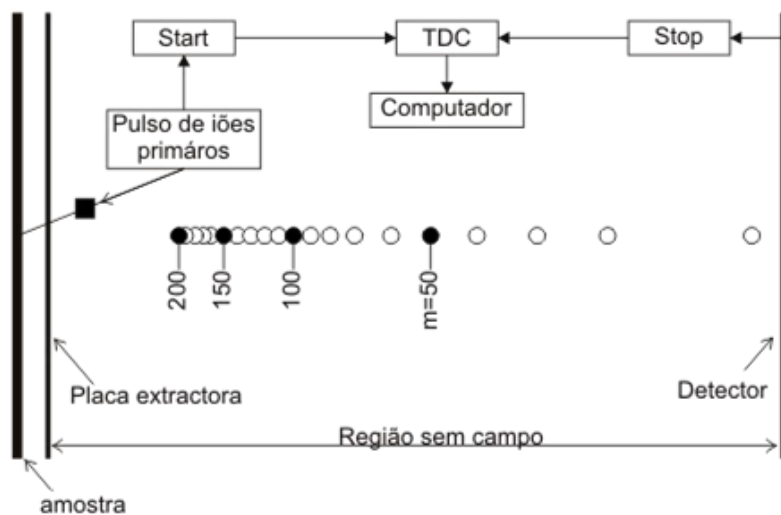 Start
TDC
Stop
Computador
Pulso de iões
primáros
200
150
100
m=50
Placa extractora
Detector
Região sem campo
amostra